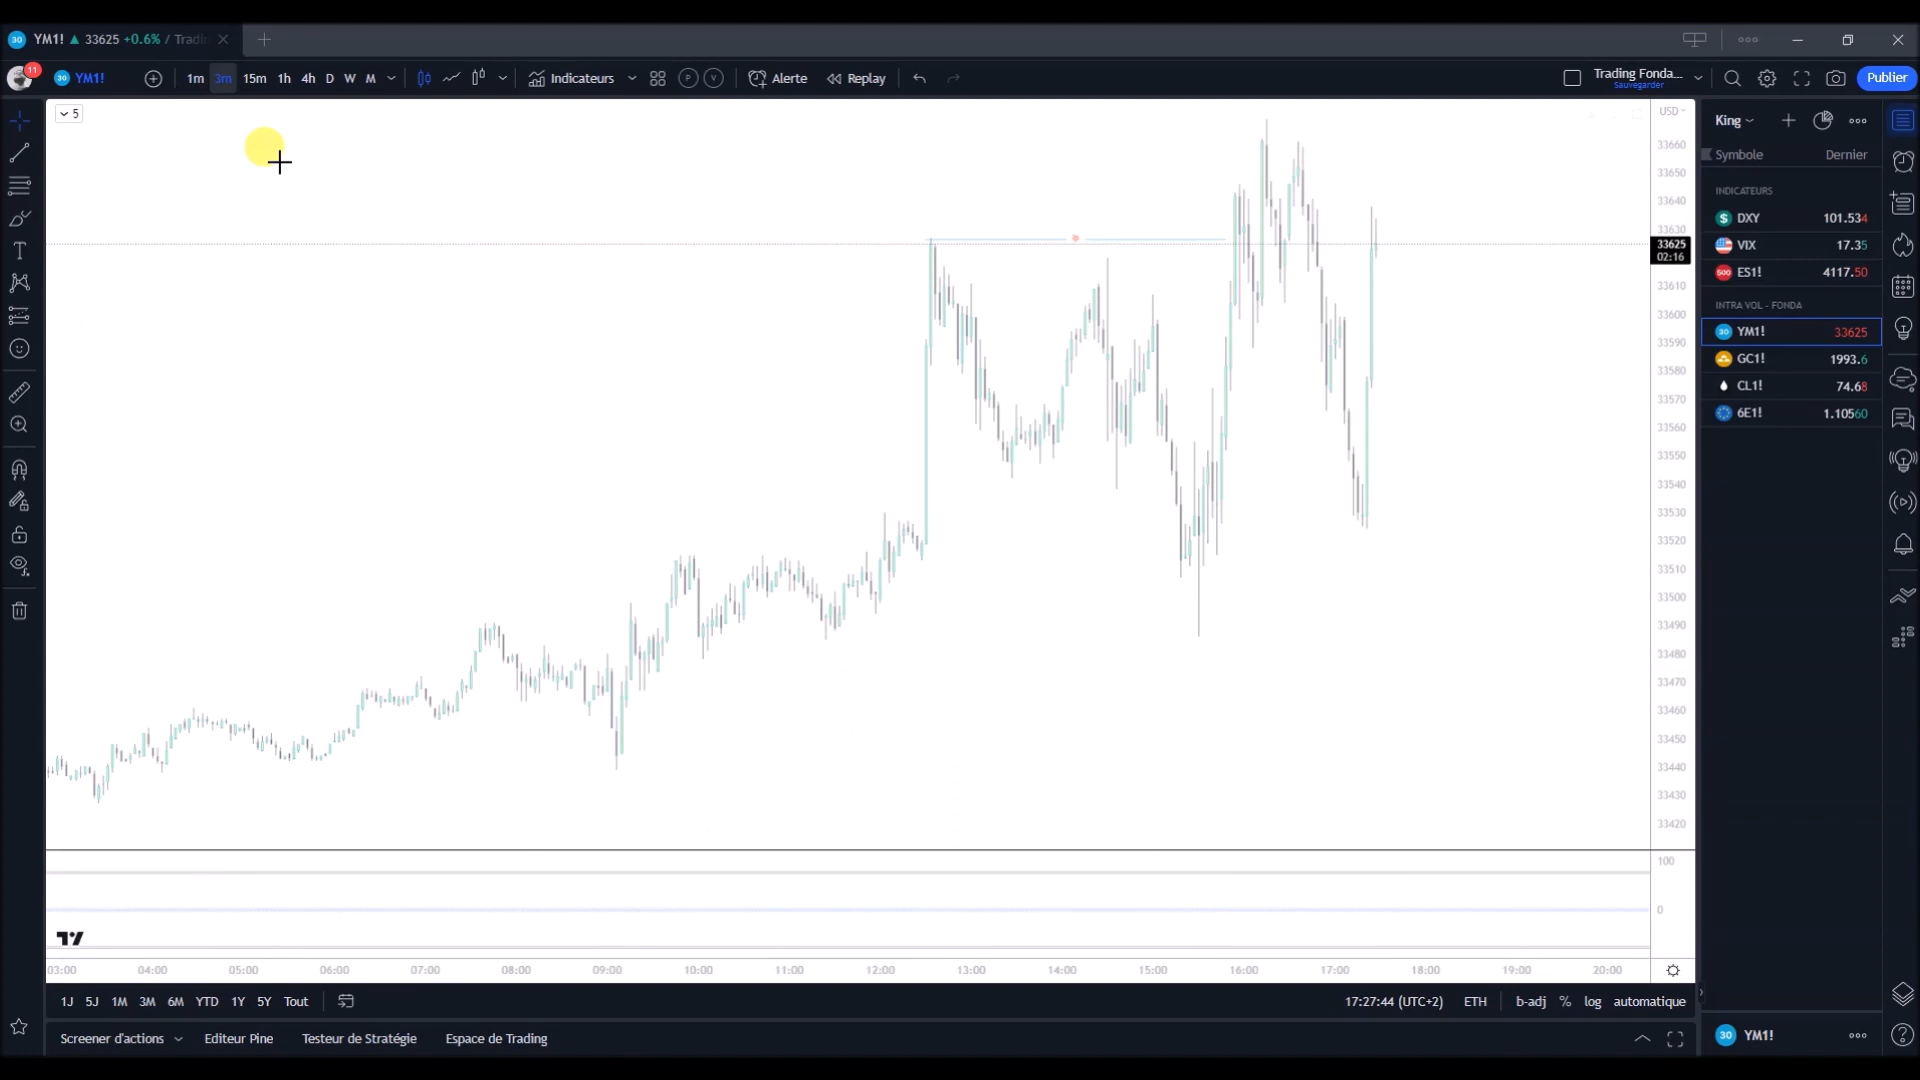 30 YM1! ▲ 33625 +0.6% / Tradi
11
30 YM1! 1m 3m 15m 1h 4h D W M Indicateurs P V Alerte Replay Trading Fonda... Publier
Sauvegarder
5
USD
33660
33650
33640
33630
33625
02:16
33610
33600
33590
33580
33570
33560
33550
33540
33530
33520
33510
33500
33490
33480
33470
33460
33450
33440
33430
33420
100
0
03:00 04:00 05:00 06:00 07:00 08:00 09:00 10:00 11:00 12:00 13:00 14:00 15:00 16:00 17:00 18:00 19:00 20:00
1J 5J 1M 3M 6M YTD 1Y 5Y Tout 17:27:44 (UTC+2) ETH b-adj % log automatique
Screener d'actions Editeur Pine Testeur de Stratégie Espace de Trading
King
Symbole Dernier
INDICATEURS
$ DXY 101.534
VIX 17.35
500 ES1! 4117.50
INTRA VOL - FONDA
30 YM1! 33625
GC1! 1993.6
CL1! 74.68
6E1! 1.10560
30 YM1!